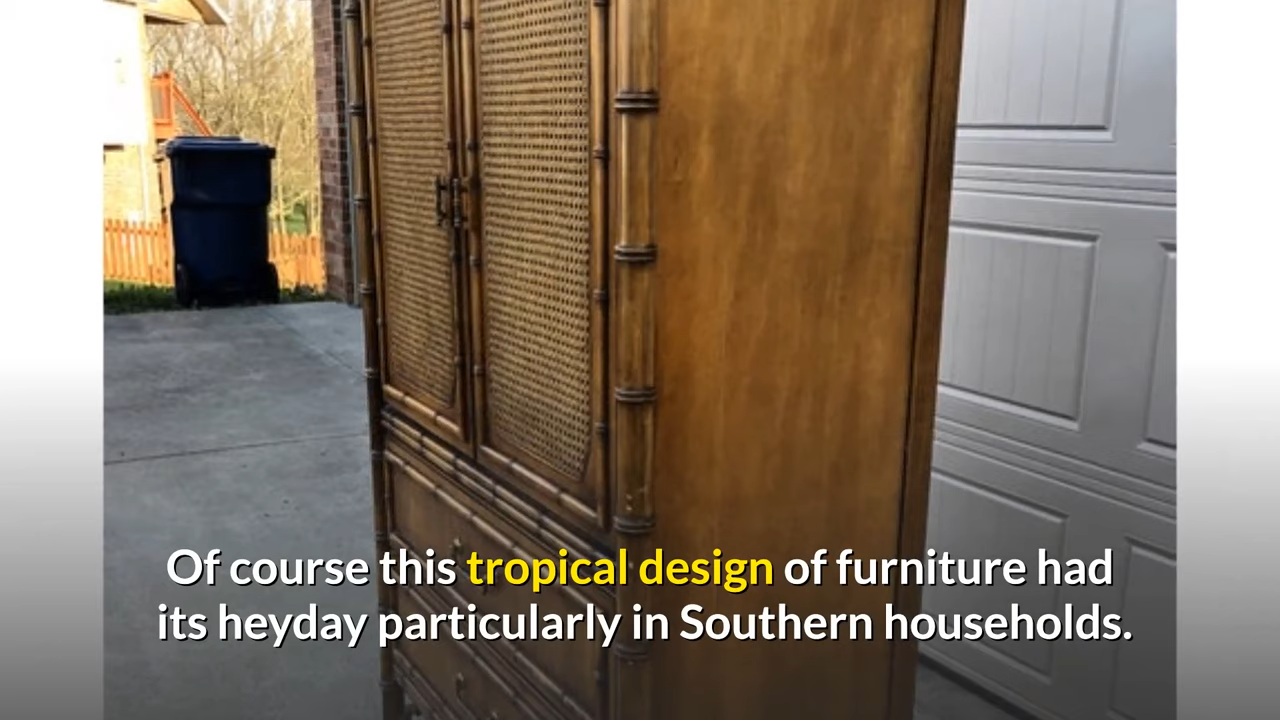 Of course this tropical design of furniture had
its heyday particularly in Southern households.